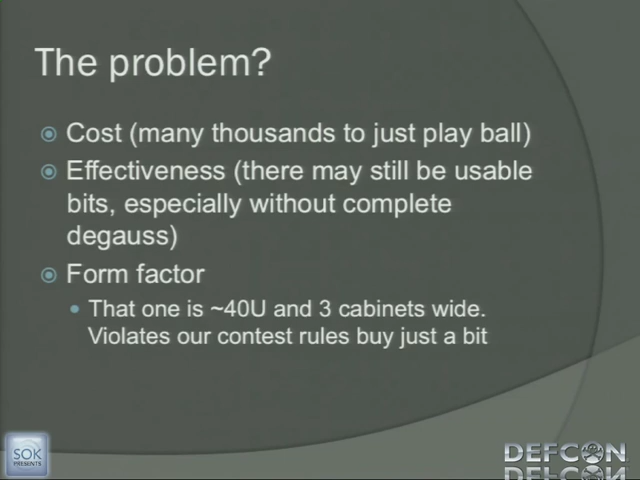 The problem?
Cost (many thousands to just play ball)
Effectiveness (there may still be usable
bits, especially without complete
degauss)
Form factor
That one is ~40U and 3 cabinets wide.
Violates our contest rules buy just a bit
SOK
PRESENTS
DEFCON